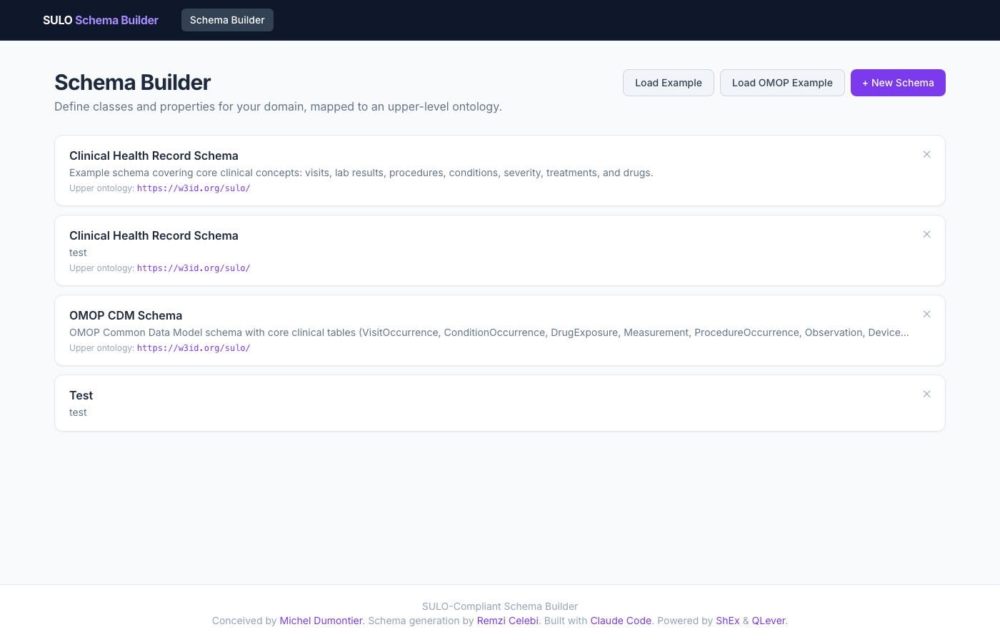 SULO Schema Builder
Schema Builder
Schema Builder
Define classes and properties for your domain, mapped to an upper-level ontology.
Load Example
Load OMOP Example
+ New Schema
Clinical Health Record Schema
Example schema covering core clinical concepts: visits, lab results, procedures, conditions, severity, treatments, and drugs.
Upper ontology: https://w3id.org/sulo/
Clinical Health Record Schema
test
Upper ontology: https://w3id.org/sulo/
OMOP CDM Schema
OMOP Common Data Model schema with core clinical tables (VisitOccurrence, ConditionOccurrence, DrugExposure, Measurement, ProcedureOccurrence, Observation, Device...
Upper ontology: https://w3id.org/sulo/
Test
test
SULO-Compliant Schema Builder
Conceived by Michel Dumontier. Schema generation by Remzi Celebi. Built with Claude Code. Powered by ShEx & QLever.